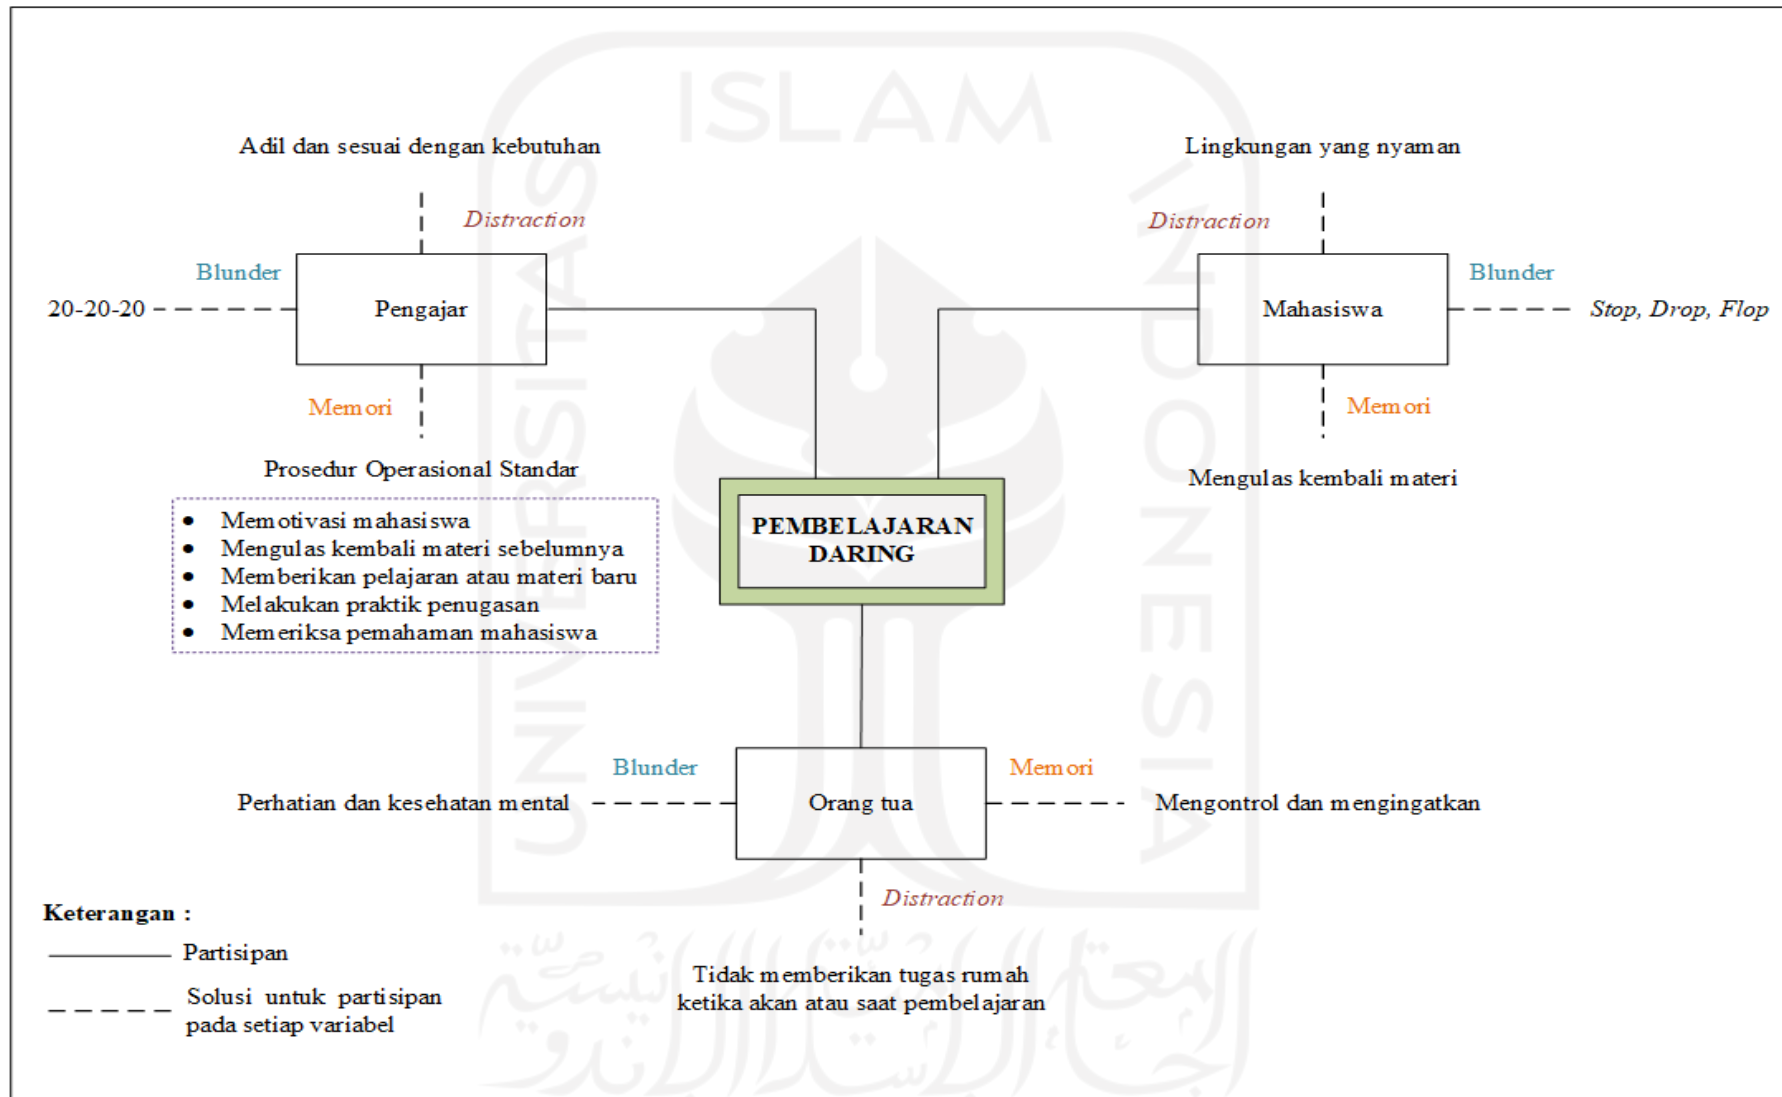 ISLAM
UNIVERSITAS
INDONESIA
Adil dan sesuai dengan kebutuhan
Distraction
Blunder
20-20-20
Pengajar
Memori
Prosedur Operasional Standar
• Memotivasi mahasiswa
• Mengulas kembali materi sebelumnya
• Memberikan pelajaran atau materi baru
• Melakukan praktik penugasan
• Memeriksa pemahaman mahasiswa
Lingkungan yang nyaman
Distraction
Blunder
Mahasiswa
Stop, Drop, Flop
Memori
Mengulas kembali materi
PEMBELAJARAN
DARING
Blunder
Memori
Perhatian dan kesehatan mental
Orang tua
Mengontrol dan mengingatkan
Distraction
Tidak memberikan tugas rumah
ketika akan atau saat pembelajaran
Keterangan :
Partisipan
Solusi untuk partisipan
pada setiap variabel